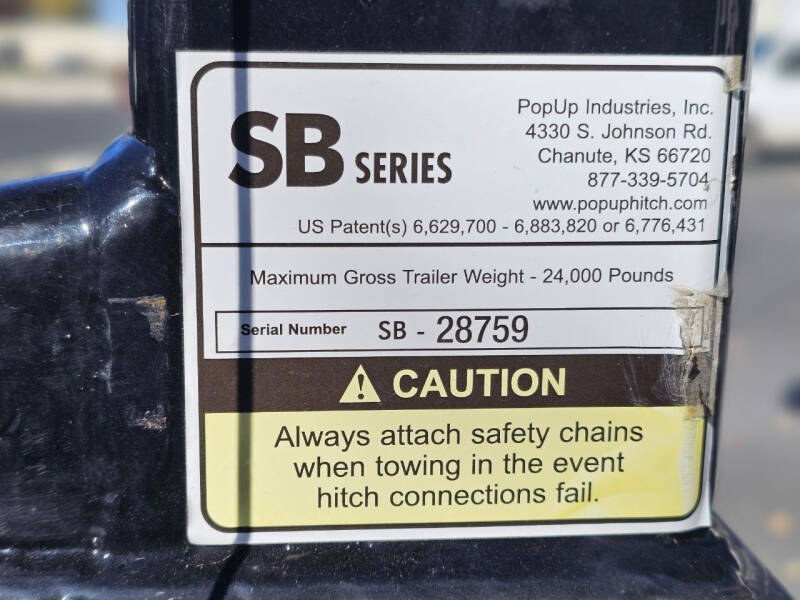 SB SERIES
PopUp Industries, Inc.
4330 S. Johnson Rd.
Chanute, KS 66720
877-339-5704
www.popuphitch.com
US Patent(s) 6,629,700 - 6,883,820 or 6,776,431
Maximum Gross Trailer Weight - 24,000 Pounds
Serial Number SB - 28759
CAUTION
Always attach safety chains
when towing in the event
hitch connections fail.